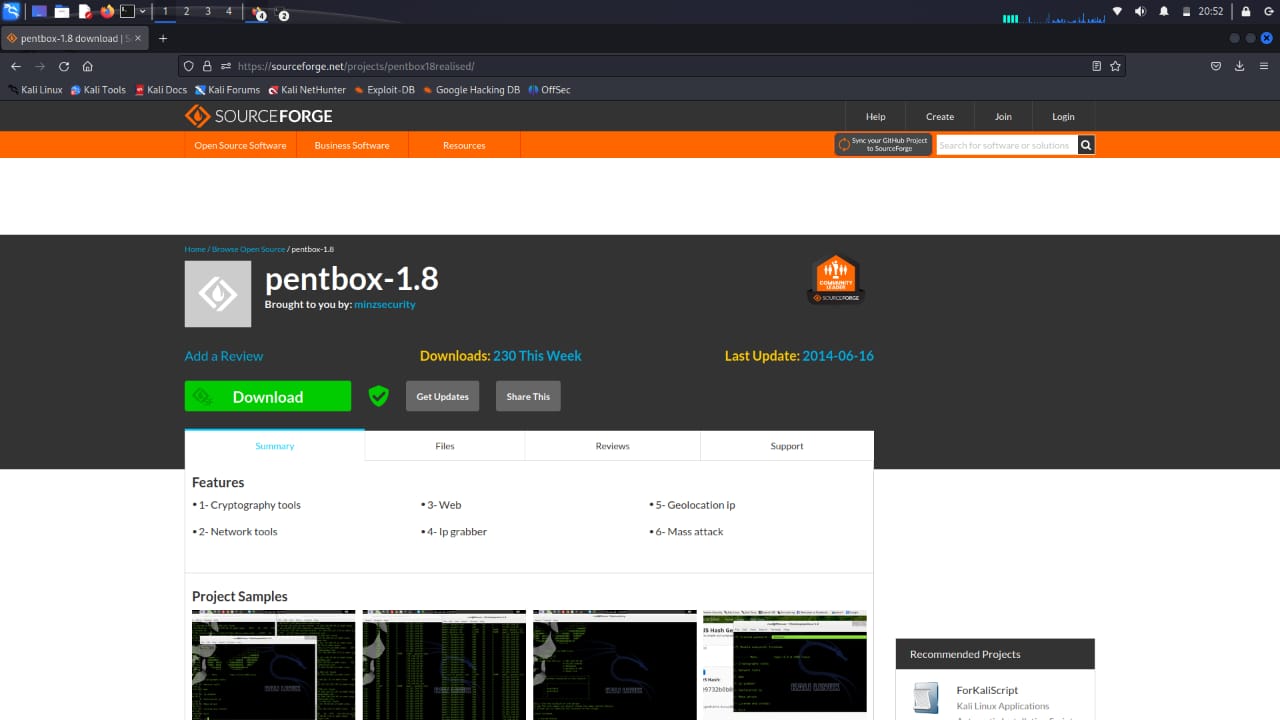 1 2 3 4 4 2 20:52
pentbox-1.8 download | S
https://sourceforge.net/projects/pentbox18realised/
Kali Linux Kali Tools Kali Docs Kali Forums Kali NetHunter Exploit-DB Google Hacking DB OffSec
SOURCEFORGE Help Create Join Login
Open Source Software Business Software Resources Sync your GitHub Project
to SourceForge Search for software or solutions
Home / Browse Open Source / pentbox-1.8
pentbox-1.8
Brought to you by: minzsecurity
COMMUNITY
LEADER
SOURCEFORGE
Add a Review Downloads: 230 This Week Last Update: 2014-06-16
Download Get Updates Share This
Summary Files Reviews Support
Features
• 1- Cryptography tools • 3- Web • 5- Geolocation ip
• 2- Network tools • 4- Ip grabber • 6- Mass attack
Project Samples
KALI LINUX
Recommended Projects
ForKaliScript
Kali Linux Applications